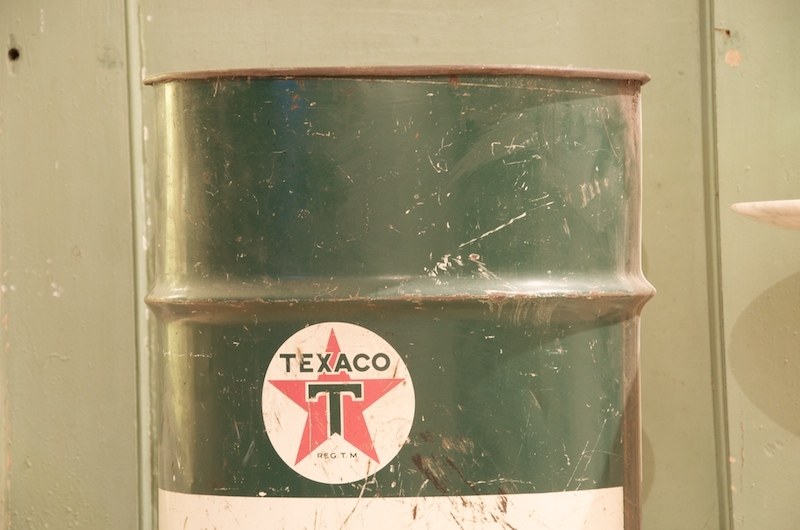 TEXACO
T
REG. T. M.